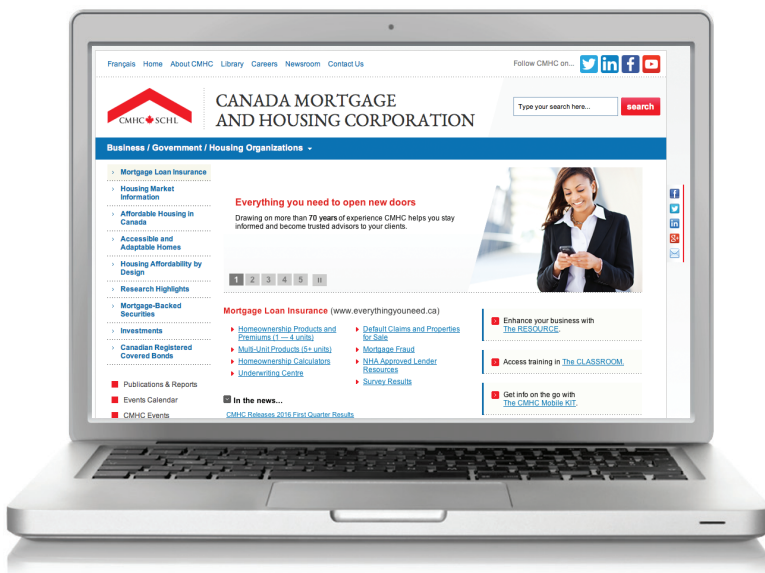 Français Home About CMHC Library Careers Newsroom Contact Us
Follow CMHC on...
CMHC SCHL
CANADA MORTGAGE
AND HOUSING CORPORATION
Type your search here...
search
Business / Government / Housing Organizations
Mortgage Loan Insurance
Housing Market
Information
Affordable Housing in
Canada
Accessible and
Adaptable Homes
Housing Affordability by
Design
Research Highlights
Mortgage-Backed
Securities
Investments
Canadian Registered
Covered Bonds
Publications & Reports
Events Calendar
CMHC Events
Everything you need to open new doors
Drawing on more than 70 years of experience CMHC helps you stay
informed and become trusted advisors to your clients.
1 2 3 4 5
Mortgage Loan Insurance (www.everythingyouneed.ca)
Homeownership Products and
Premiums (1 — 4 units)
Multi-Unit Products (5+ units)
Homeownership Calculators
Underwriting Centre
Default Claims and Properties
for Sale
Mortgage Fraud
NHA Approved Lender
Resources
Survey Results
In the news...
CMHC Releases 2016 First Quarter Results
Enhance your business with
The RESOURCE.
Access training in The CLASSROOM.
Get info on the go with
The CMHC Mobile KIT.